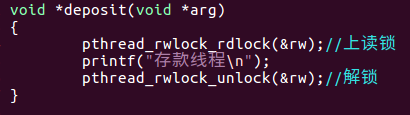 void *deposit(void *arg)
{
        pthread_rwlock_rdlock(&rw);//上读锁
        printf("存款线程\n");
        pthread_rwlock_unlock(&rw);//解锁
}